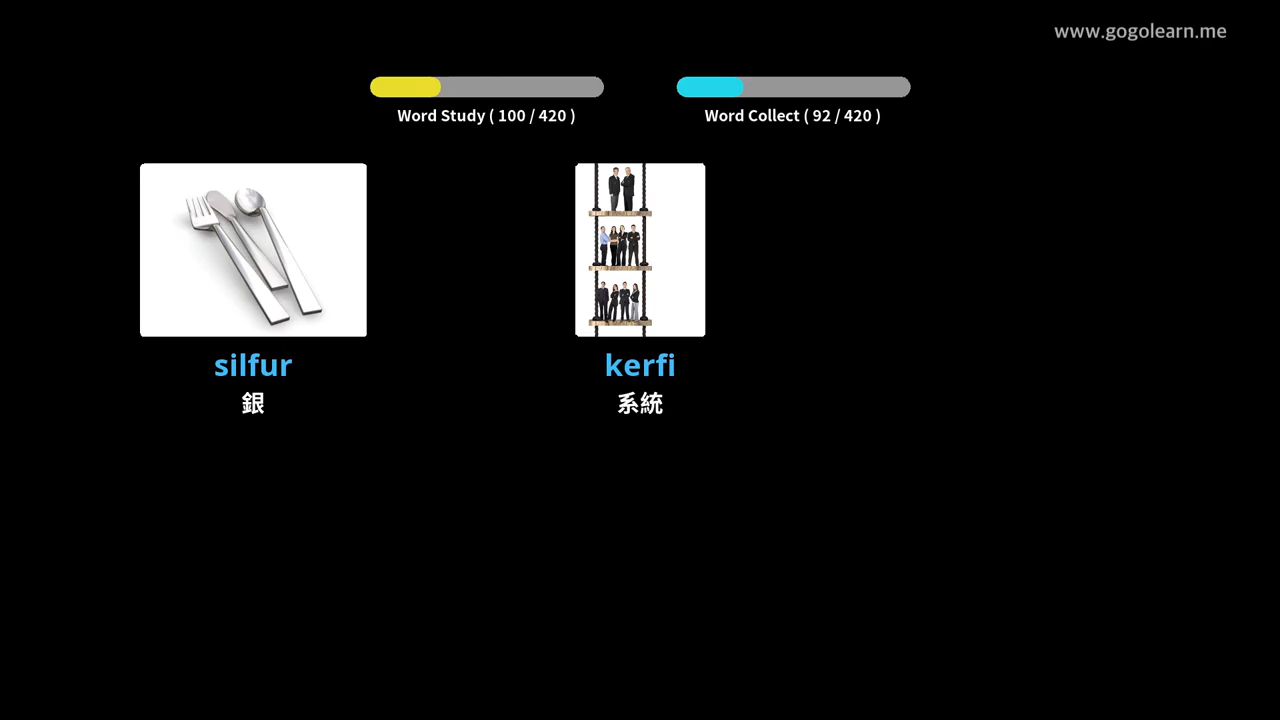 www.gogolearn.me
Word Study ( 100 / 420 )
Word Collect ( 92 / 420 )
silfur
銀
kerfi
系統